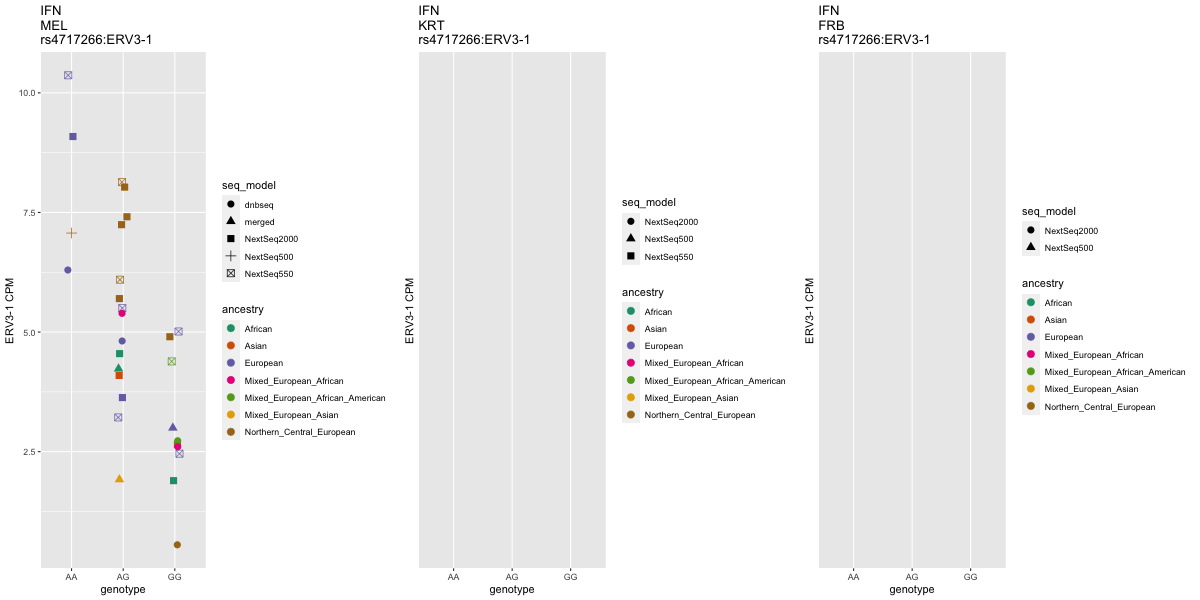 IFN
MEL
rs4717266:ERV3-1
10.0
7.5
5.0
2.5
ERV3-1 CPM
AA
AG
GG
genotype
seq_model
dnbseq
merged
NextSeq2000
NextSeq500
NextSeq550
ancestry
African
Asian
European
Mixed_European_African
Mixed_European_African_American
Mixed_European_Asian
Northern_Central_European
IFN
KRT
rs4717266:ERV3-1
ERV3-1 CPM
AA
AG
GG
genotype
seq_model
NextSeq2000
NextSeq500
NextSeq550
ancestry
African
Asian
European
Mixed_European_African
Mixed_European_African_American
Mixed_European_Asian
Northern_Central_European
IFN
FRB
rs4717266:ERV3-1
ERV3-1 CPM
AA
AG
GG
genotype
seq_model
NextSeq2000
NextSeq500
ancestry
African
Asian
European
Mixed_European_African
Mixed_European_African_American
Mixed_European_Asian
Northern_Central_European